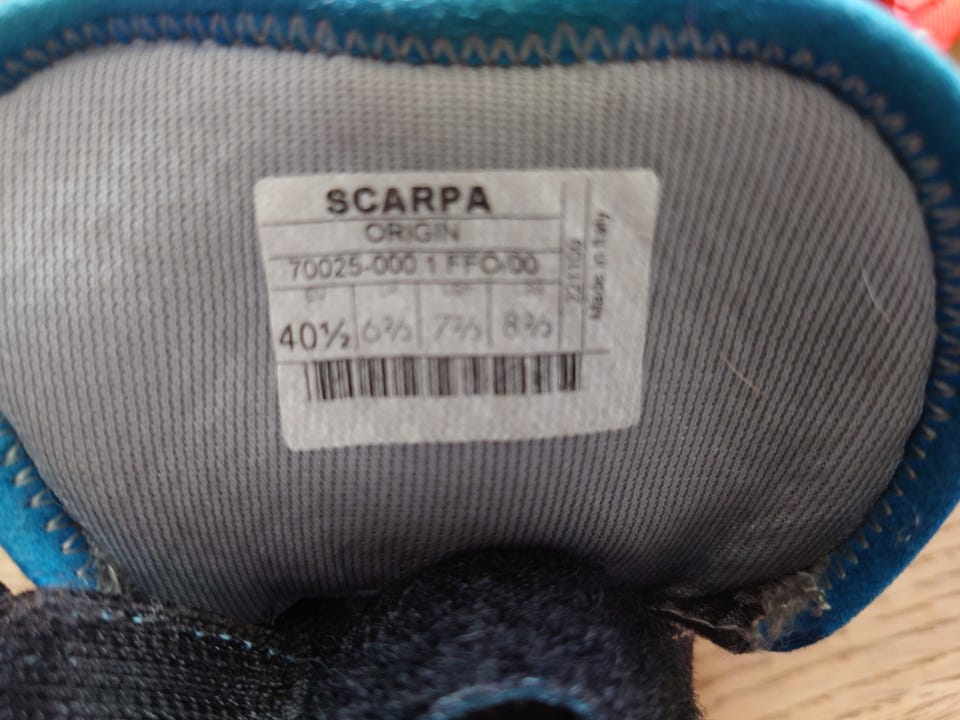 SCARPA
ORIGIN
70025-000 1 FFO/00
40½ 6⅔ 7⅔ 8⅔
Made in Italy